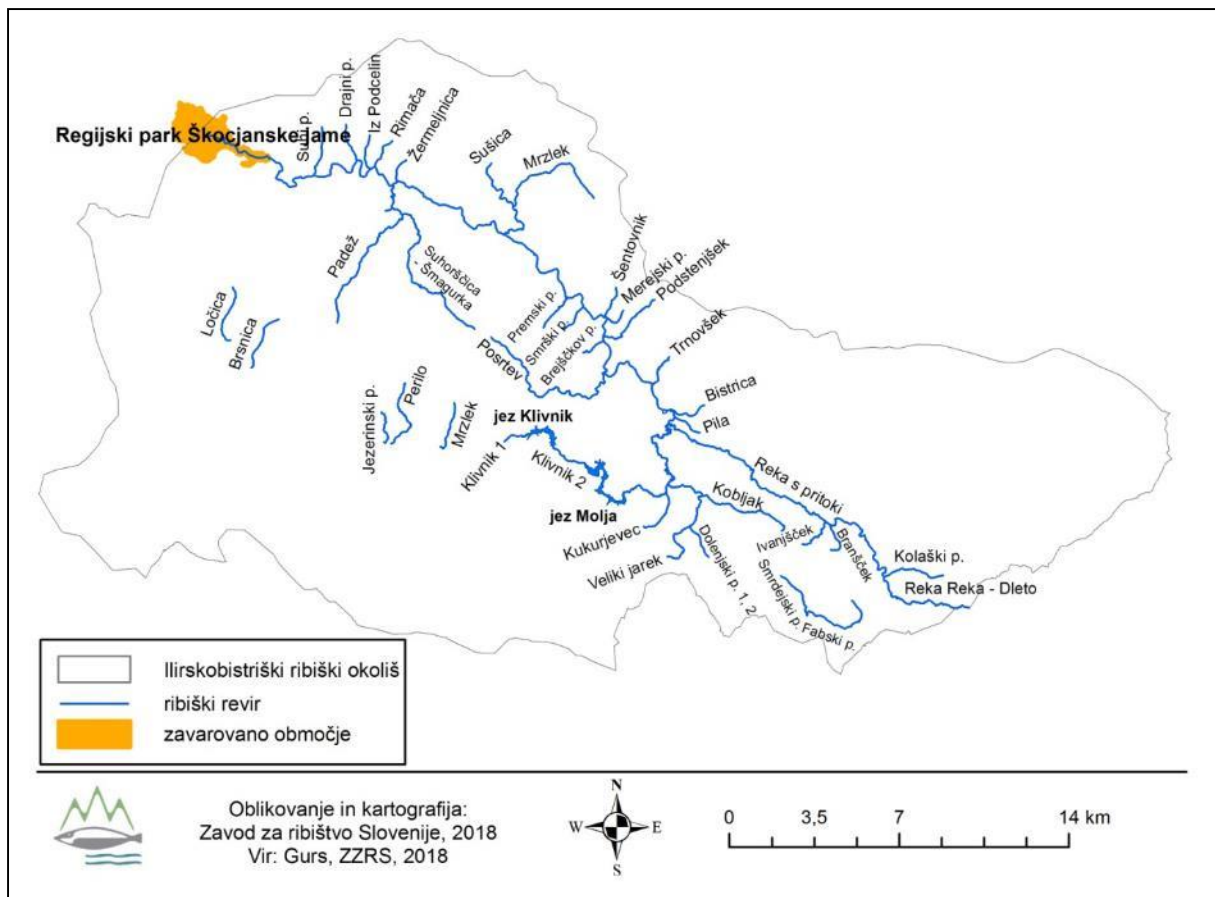 Regijski park Škocjanske jame
Suhi p.
Drajni p.
Iz Podcelin
Rimača
Žermeljnica
Sušica
Mrzlek
Padež
Suhorščica
- Šmagurka
Ločica
Brsnica
Posrtev
Premski p.
Smrški p.
Brejščkov p.
Šentovnik
Merejski p.
Podstenjšek
Trnovšek
Bistrica
Pila
Jezerinski p.
Perilo
Mrzlek
jez Klivnik
Klivnik 1
Klivnik 2
jez Molja
Reka s pritoki
Kobljak
Kukurjevec
Veliki jarek
Dolenjski p. 1, 2
Ivanjšček
Branšček
Smrdejski p.
Fabski p.
Kolaški p.
Reka Reka - Dleto
Ilirskobistriški ribiški okoliš
ribiški revir
zavarovano območje
Oblikovanje in kartografija:
Zavod za ribištvo Slovenije, 2018
Vir: Gurs, ZZRS, 2018
N
W E
S
0 3,5 7 14 km